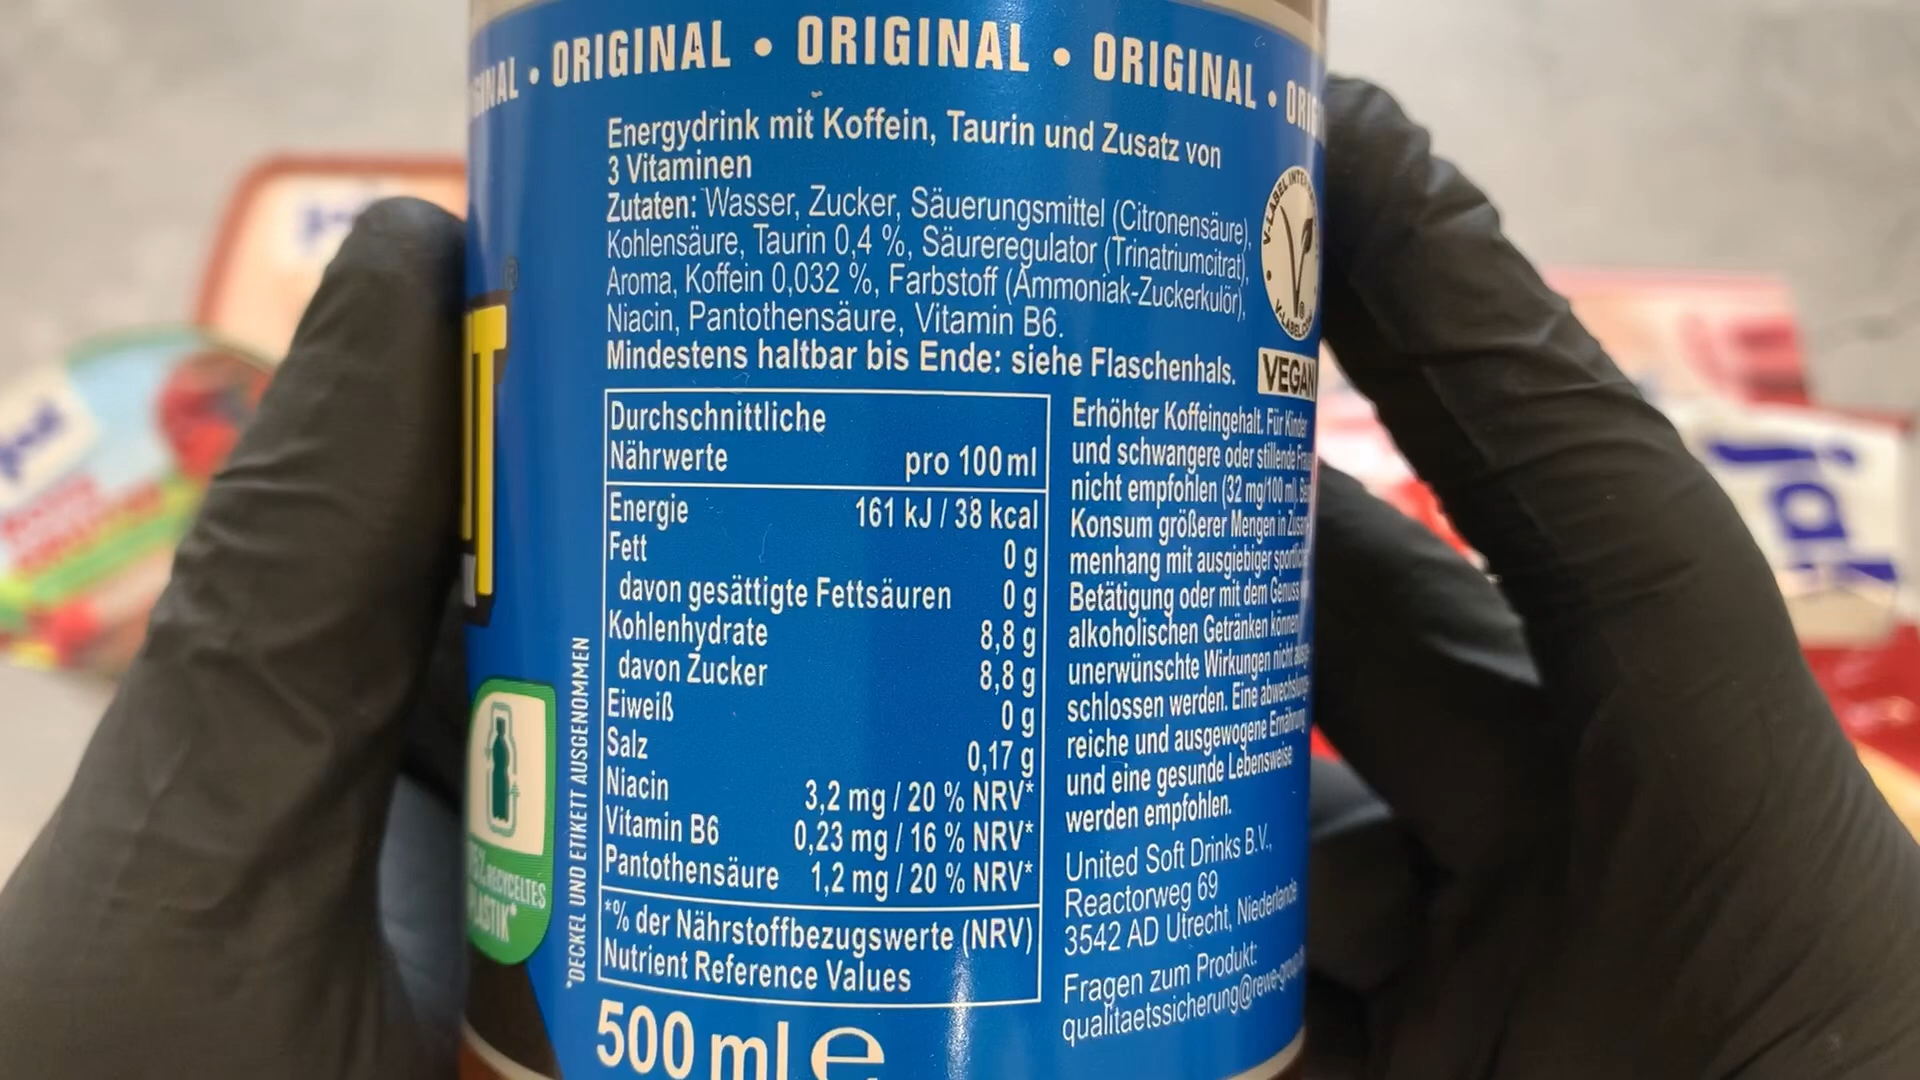 ORIGINAL • ORIGINAL • ORIGINAL
Energydrink mit Koffein, Taurin und Zusatz von
3 Vitaminen
Zutaten: Wasser, Zucker, Säuerungsmittel (Citronensäure),
Kohlensäure, Taurin 0,4 %, Säureregulator (Trinatriumcitrat),
Aroma, Koffein 0,032 %, Farbstoff (Ammoniak-Zuckerkulör),
Niacin, Pantothensäure, Vitamin B6.
Mindestens haltbar bis Ende: siehe Flaschenhals.
VEGAN
Durchschnittliche
Nährwerte pro 100 ml
Energie 161 kJ / 38 kcal
Fett 0 g
davon gesättigte Fettsäuren 0 g
Kohlenhydrate 8,8 g
davon Zucker 8,8 g
Eiweiß 0 g
Salz 0,17 g
Niacin 3,2 mg / 20 % NRV*
Vitamin B6 0,23 mg / 16 % NRV*
Pantothensäure 1,2 mg / 20 % NRV*
*% der Nährstoffbezugswerte (NRV)
Nutrient Reference Values
500 ml e
Erhöhter Koffeingehalt. Für Kinder
und schwangere oder stillende
nicht empfohlen (32 mg/100 ml).
Konsum größerer Mengen in
menhang mit ausgiebiger
Betätigung oder mit dem Genuss
alkoholischen Getränken können
unerwünschte Wirkungen nicht
schlossen werden. Eine
reiche und ausgewogene Ernährung
und eine gesunde Lebensweise
werden empfohlen.
United Soft Drinks B.V.,
Reactorweg 69
3542 AD Utrecht, Niederlande
Fragen zum Produkt:
*DECKEL UND ETIKETT AUSGENOMMEN
RECYCELTES
PLASTIK*
ja!